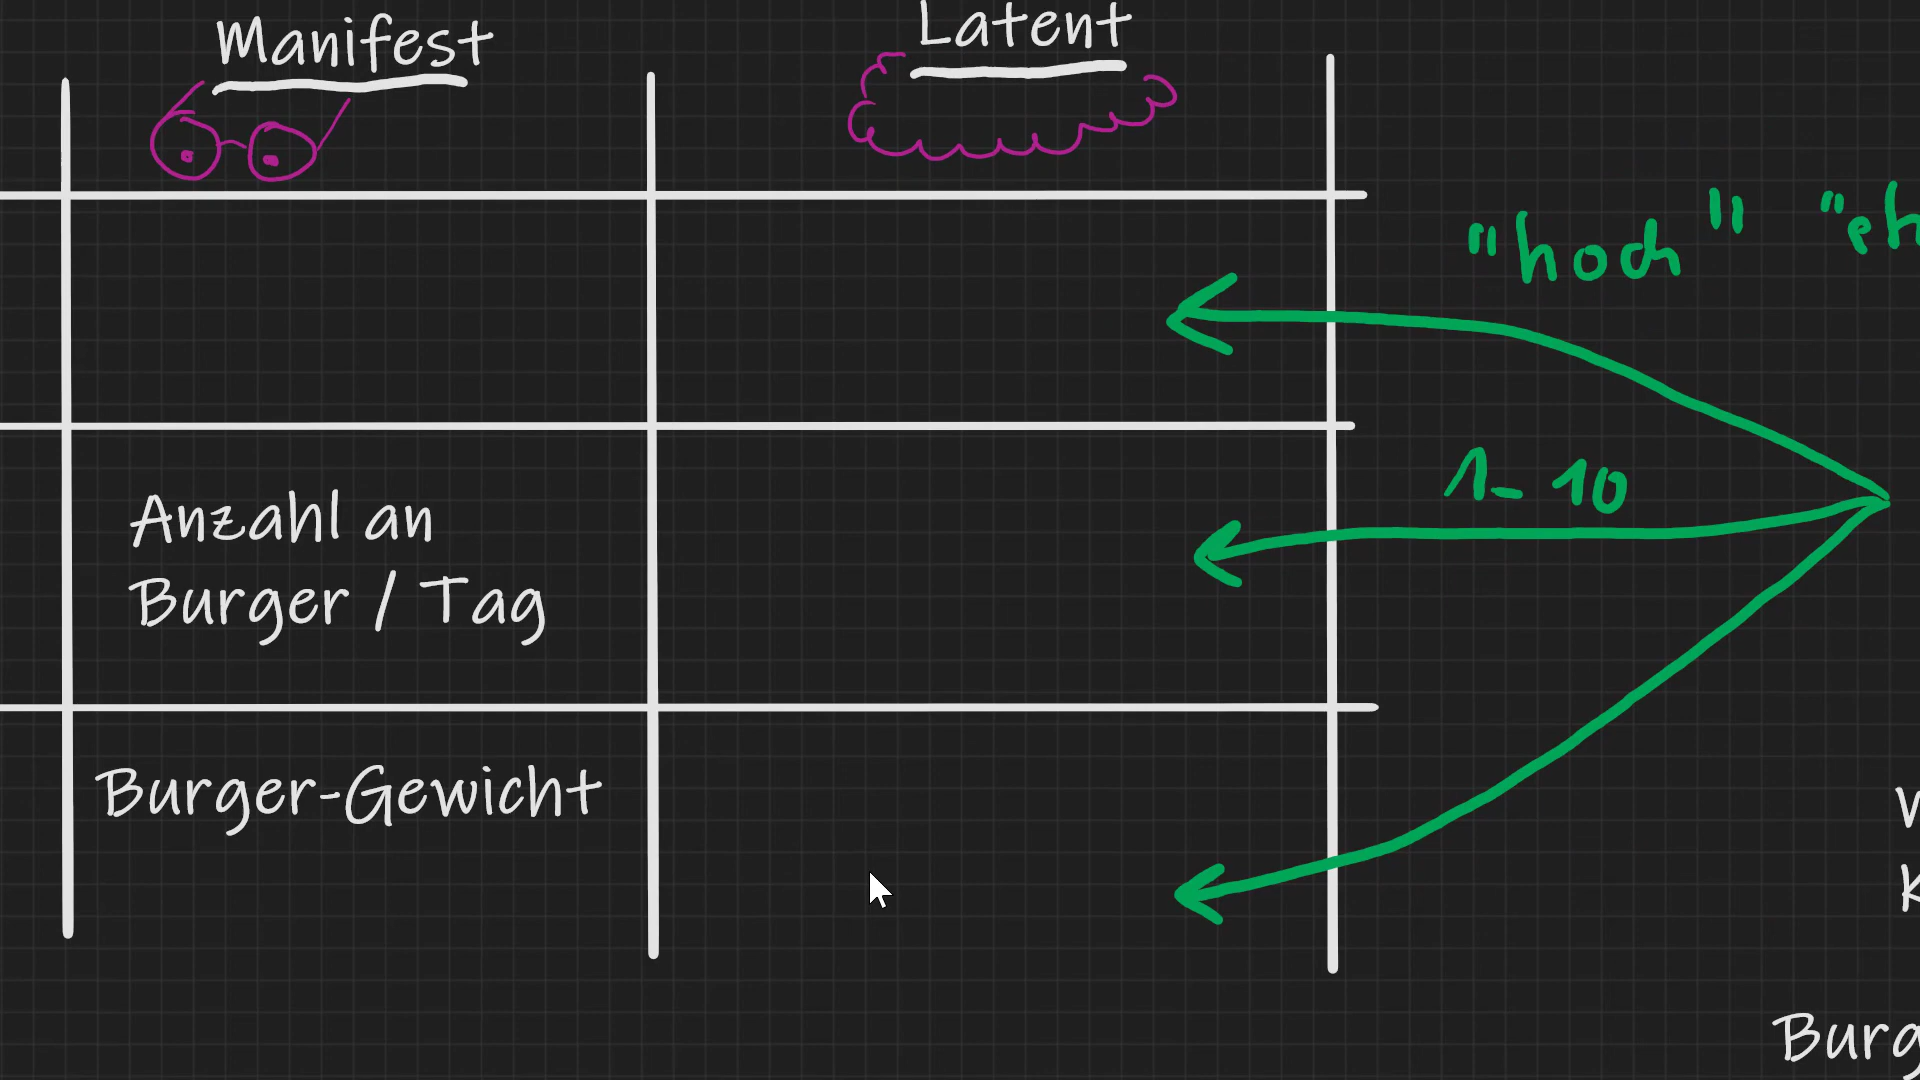 Manifest
Latent
"hoch"
1-10
Anzahl an
Burger / Tag
Burger-Gewicht